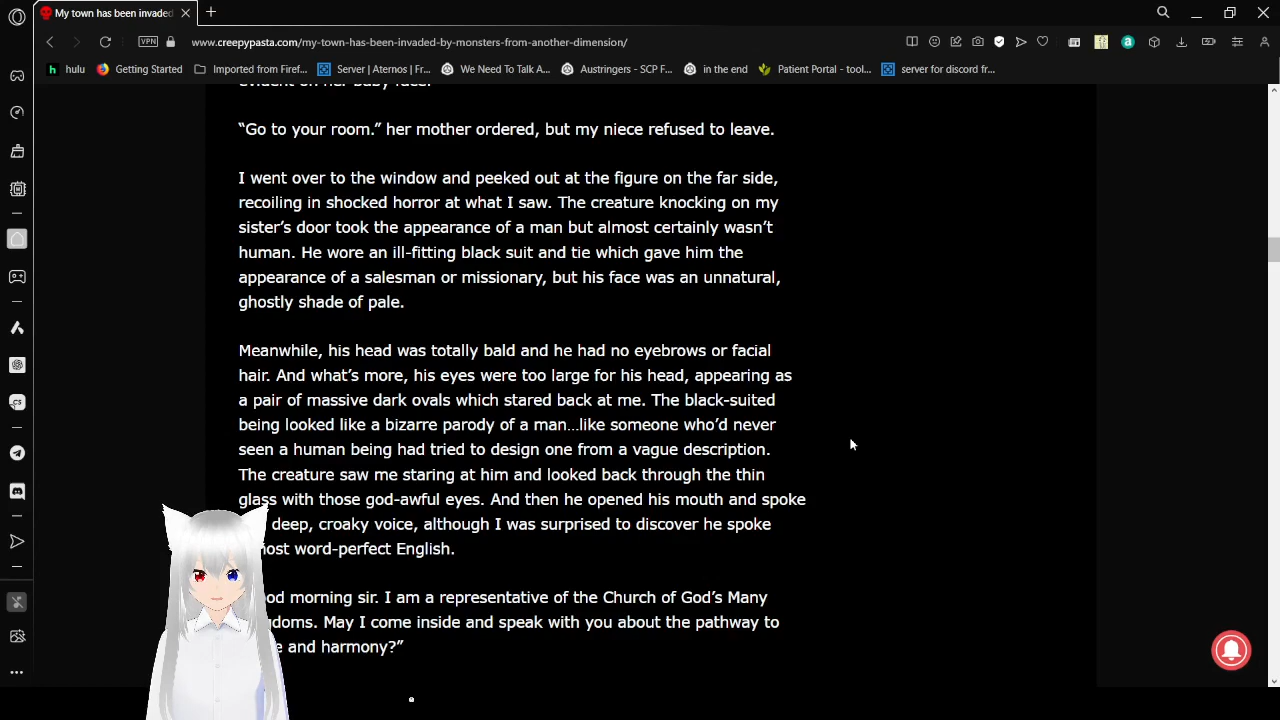 My town has been invaded
VPN
www.creepypasta.com/my-town-has-been-invaded-by-monsters-from-another-dimension/
hulu Getting Started Imported from Firef... Server | Aternos | Fr... We Need To Talk A... Austringers - SCP F... in the end Patient Portal - tool... server for discord fr...
evident on her baby face.
“Go to your room.” her mother ordered, but my niece refused to leave.
I went over to the window and peeked out at the figure on the far side,
recoiling in shocked horror at what I saw. The creature knocking on my
sister’s door took the appearance of a man but almost certainly wasn’t
human. He wore an ill-fitting black suit and tie which gave him the
appearance of a salesman or missionary, but his face was an unnatural,
ghostly shade of pale.
Meanwhile, his head was totally bald and he had no eyebrows or facial
hair. And what’s more, his eyes were too large for his head, appearing as
a pair of massive dark ovals which stared back at me. The black-suited
being looked like a bizarre parody of a man…like someone who’d never
seen a human being had tried to design one from a vague description.
The creature saw me staring at him and looked back through the thin
glass with those god-awful eyes. And then he opened his mouth and spoke
deep, croaky voice, although I was surprised to discover he spoke
most word-perfect English.
od morning sir. I am a representative of the Church of God’s Many
gdoms. May I come inside and speak with you about the pathway to
e and harmony?”